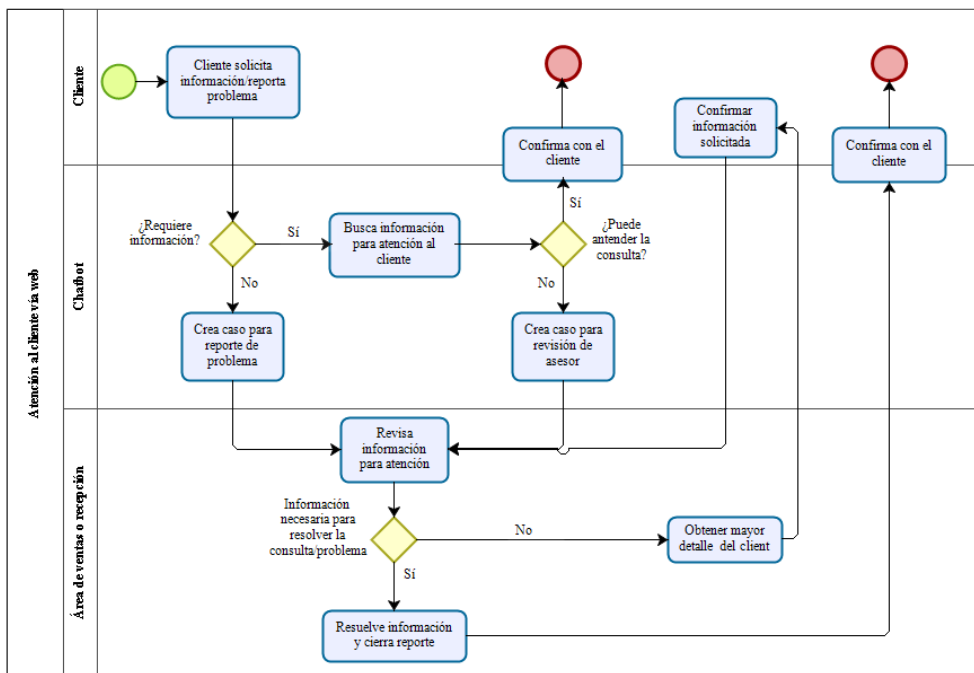 Atención al cliente vía web
Cliente
Cliente solicita
información/reporta
problema
Confirma con el
cliente
Confirmar
información
solicitada
Confirma con el
cliente
Chatbot
¿Requiere
información?
Sí
No
Busca información
para atención al
cliente
Sí
¿Puede
antender la
consulta?
No
Crea caso para
reporte de
problema
Crea caso para
revisión de
asesor
Área de ventas o recepción
Revisa
información
para atención
Información
necesaria para
resolver la
consulta/problema
No
Obtener mayor
detalle del client
Sí
Resuelve información
y cierra reporte